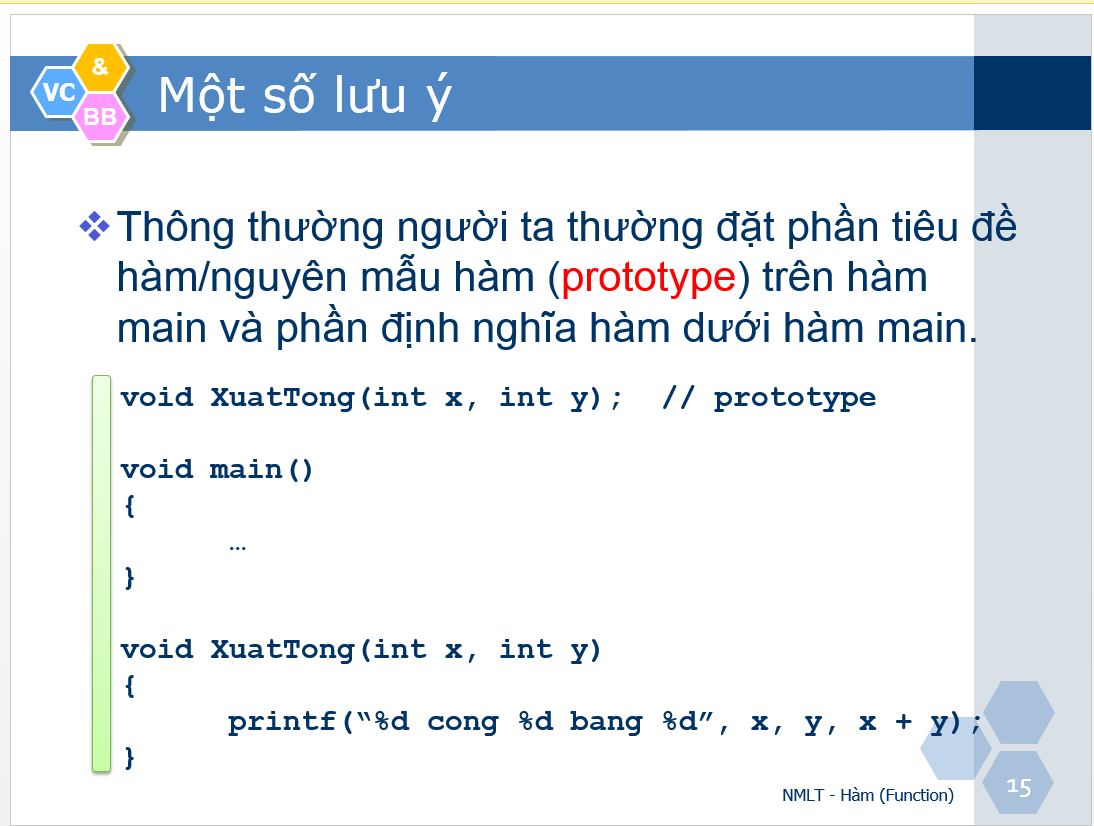 VC
&
BB
Một số lưu ý
Thông thường người ta thường đặt phần tiêu đề
hàm/nguyên mẫu hàm (prototype) trên hàm
main và phần định nghĩa hàm dưới hàm main.
void XuatTong(int x, int y);  // prototype
void main()
{
…
}
void XuatTong(int x, int y)
{
printf(“%d cong %d bang %d”, x, y, x + y);
}
NMLT - Hàm (Function)
15